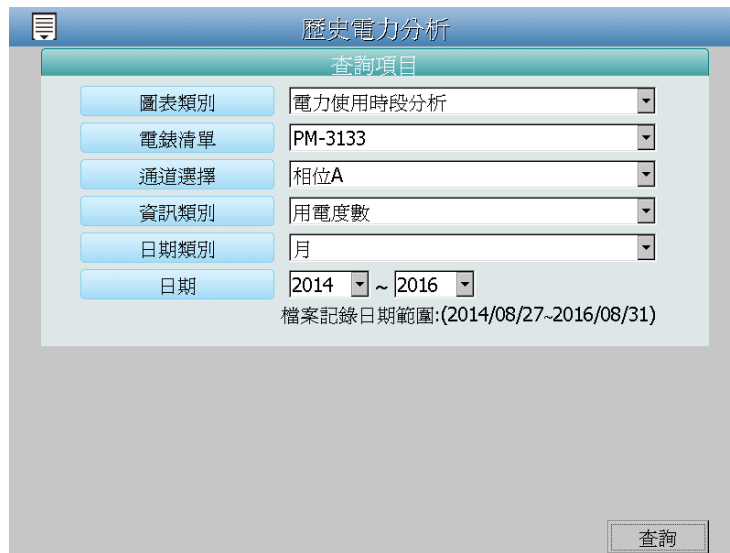 歷史電力分析
查詢項目
圖表類別 電力使用時段分析
電錶清單 PM-3133
通道選擇 相位A
資訊類別 用電度數
日期類別 月
日期 2014 ~ 2016
檔案記錄日期範圍:(2014/08/27~2016/08/31)
查詢